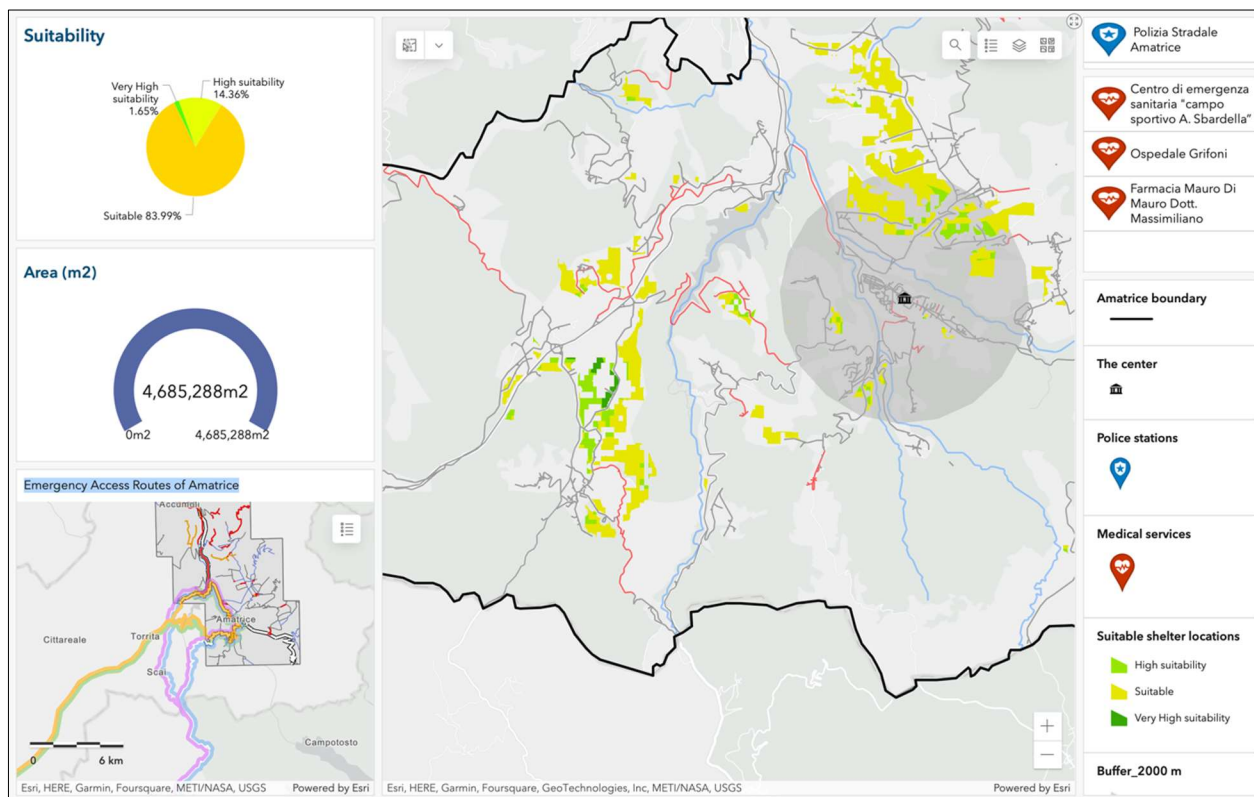 Suitability
Very High
suitability
1.65%
High suitability
14.36%
Suitable 83.99%
Area (m2)
4,685,288m2
0m2
4,685,288m2
Emergency Access Routes of Amatrice
Accumuli
Amatrice
Cittareale
Torrita
Scai
Campotosto
0
6 km
Esri, HERE, Garmin, Foursquare, METI/NASA, USGS
Powered by Esri
Esri, HERE, Garmin, Foursquare, GeoTechnologies, Inc, METI/NASA, USGS
Powered by Esri
Polizia Stradale
Amatrice
Centro di emergenza
sanitaria "campo
sportivo A. Sbardella”
Ospedale Grifoni
Farmacia Mauro Di
Mauro Dott.
Massimiliano
Amatrice boundary
The center
Police stations
Medical services
Suitable shelter locations
High suitability
Suitable
Very High suitability
Buffer_2000 m